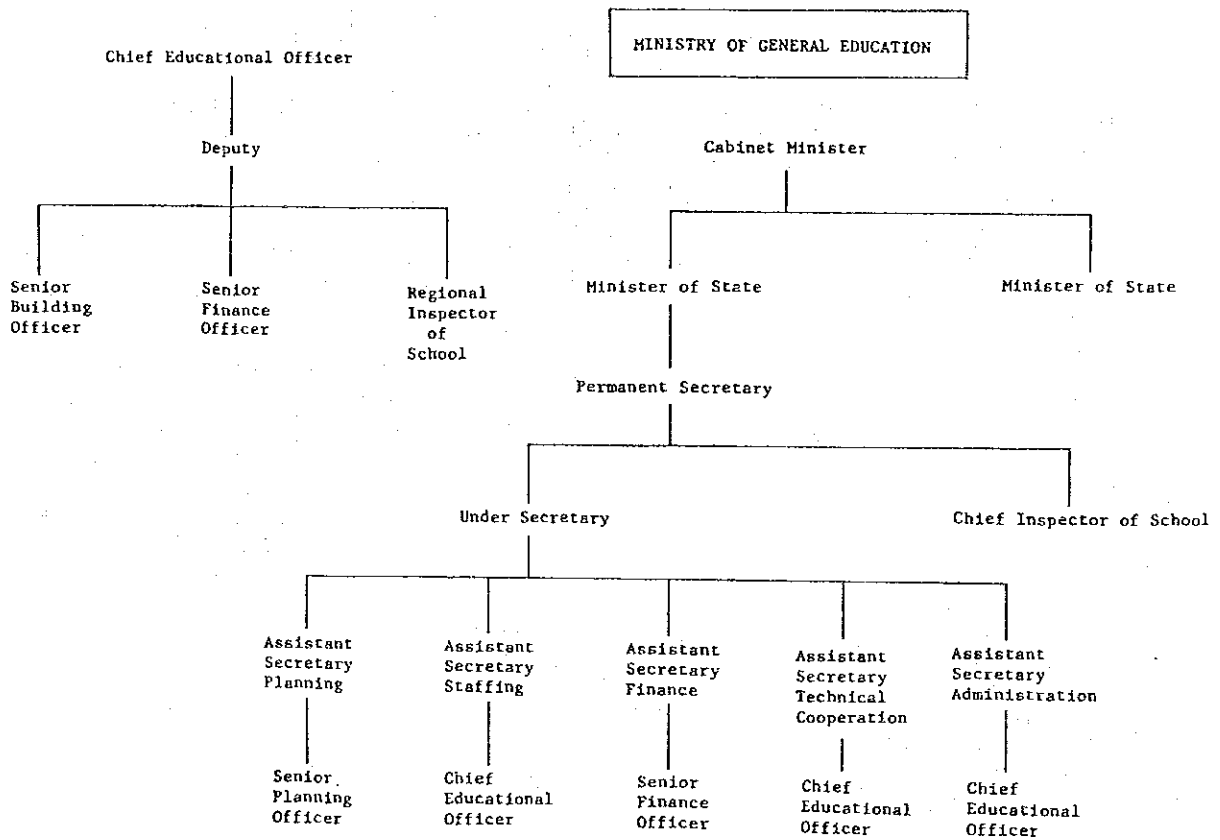 MINISTRY OF GENERAL EDUCATION
Chief Educational Officer
Deputy
Senior
Building
Officer
Senior
Finance
Officer
Regional
Inspector
of
School
Cabinet Minister
Minister of State
Minister of State
Permanent Secretary
Under Secretary
Chief Inspector of School
Assistant
Secretary
Planning
Assistant
Secretary
Staffing
Assistant
Secretary
Finance
Assistant
Secretary
Technical
Cooperation
Assistant
Secretary
Administration
Senior
Planning
Officer
Chief
Educational
Officer
Senior
Finance
Officer
Chief
Educational
Officer
Chief
Educational
Officer